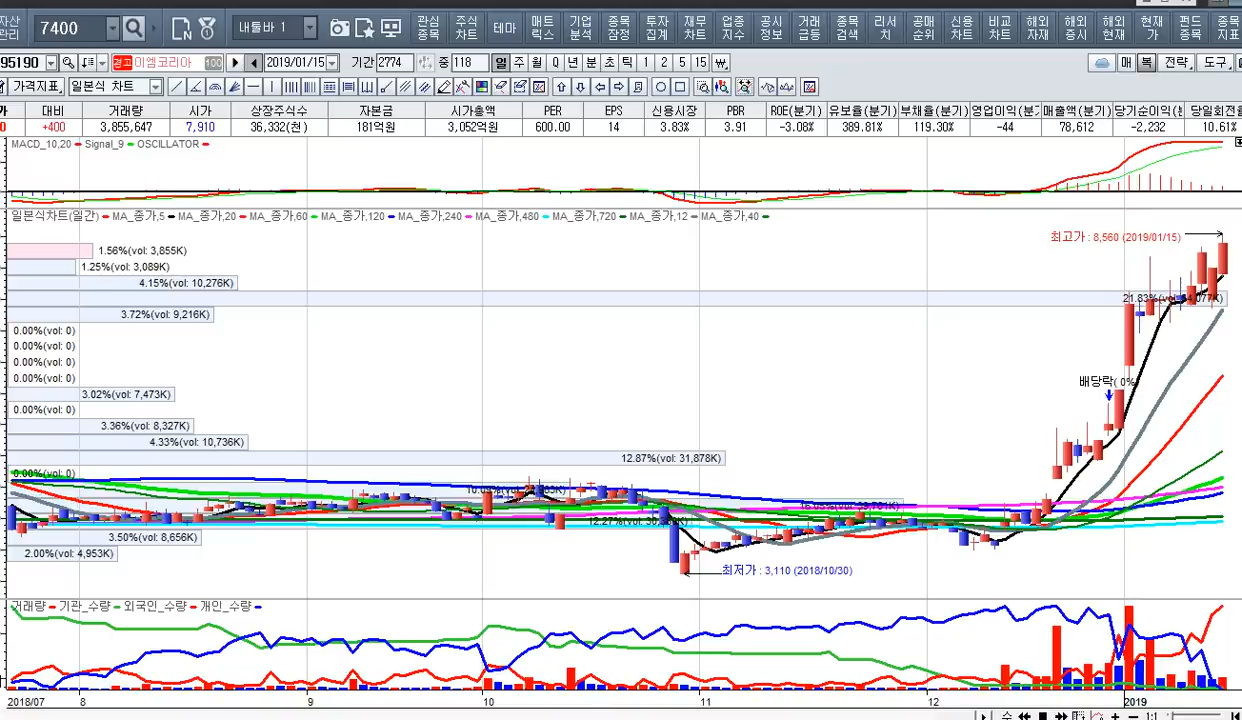 자산 관리 7400 내툴바 1 관심 종목 주식 차트 테마 매트 릭스 기업 분석 종목 잠정 투자 집계 재무 차트 업종 지수 공시 정보 거래 급등 종목 검색 리서 치 공매 순위 신용 차트 비교 차트 해외 자재 해외 증시 해외 현재 현재 가 펀드 종목 종목 지표
95190 경고 이엠코리아 100 2019/01/15 기간 2774 중 118 일 주 월 Q 년 분 초 틱 1 2 5 15 매 복 전략 도구
가격지표 일본식 차트
가 대비 거래량 시가 상장주식수 자본금 시가총액 PER EPS 신용시장 PBR ROE(분기) 유보율(분기) 부채율(분기) 영업이익(분기 매출액(분기) 당기순이익(분 당일회전율
0 +400 3,855,647 7,910 36,332(천) 181억원 3,052억원 600.00 14 3.83% 3.91 -3.08% 389.81% 119.30% -44 78,612 -2,232 10.61%
MACD_10,20 Signal_9 OSCILLATOR
일본식차트(일간) MA_종가,5 MA_종가,20 MA_종가,60 MA_종가,120 MA_종가,240 MA_종가,480 MA_종가,720 MA_종가,12 MA_종가,40
최고가 : 8,560 (2019/01/15)
1.56%(vol: 3,855K)
1.25%(vol: 3,089K)
4.15%(vol: 10,276K)
3.72%(vol: 9,216K)
0.00%(vol: 0)
0.00%(vol: 0)
0.00%(vol: 0)
0.00%(vol: 0)
배당락( 0%)
3.02%(vol: 7,473K)
0.00%(vol: 0)
3.36%(vol: 8,327K)
4.33%(vol: 10,736K)
12.87%(vol: 31,878K)
0.00%(vol: 0)
3.50%(vol: 8,656K)
2.00%(vol: 4,953K)
최저가 : 3,110 (2018/10/30)
거래량 기관_수량 외국인_수량 개인_수량
2018/07 8 9 10 11 12 2019